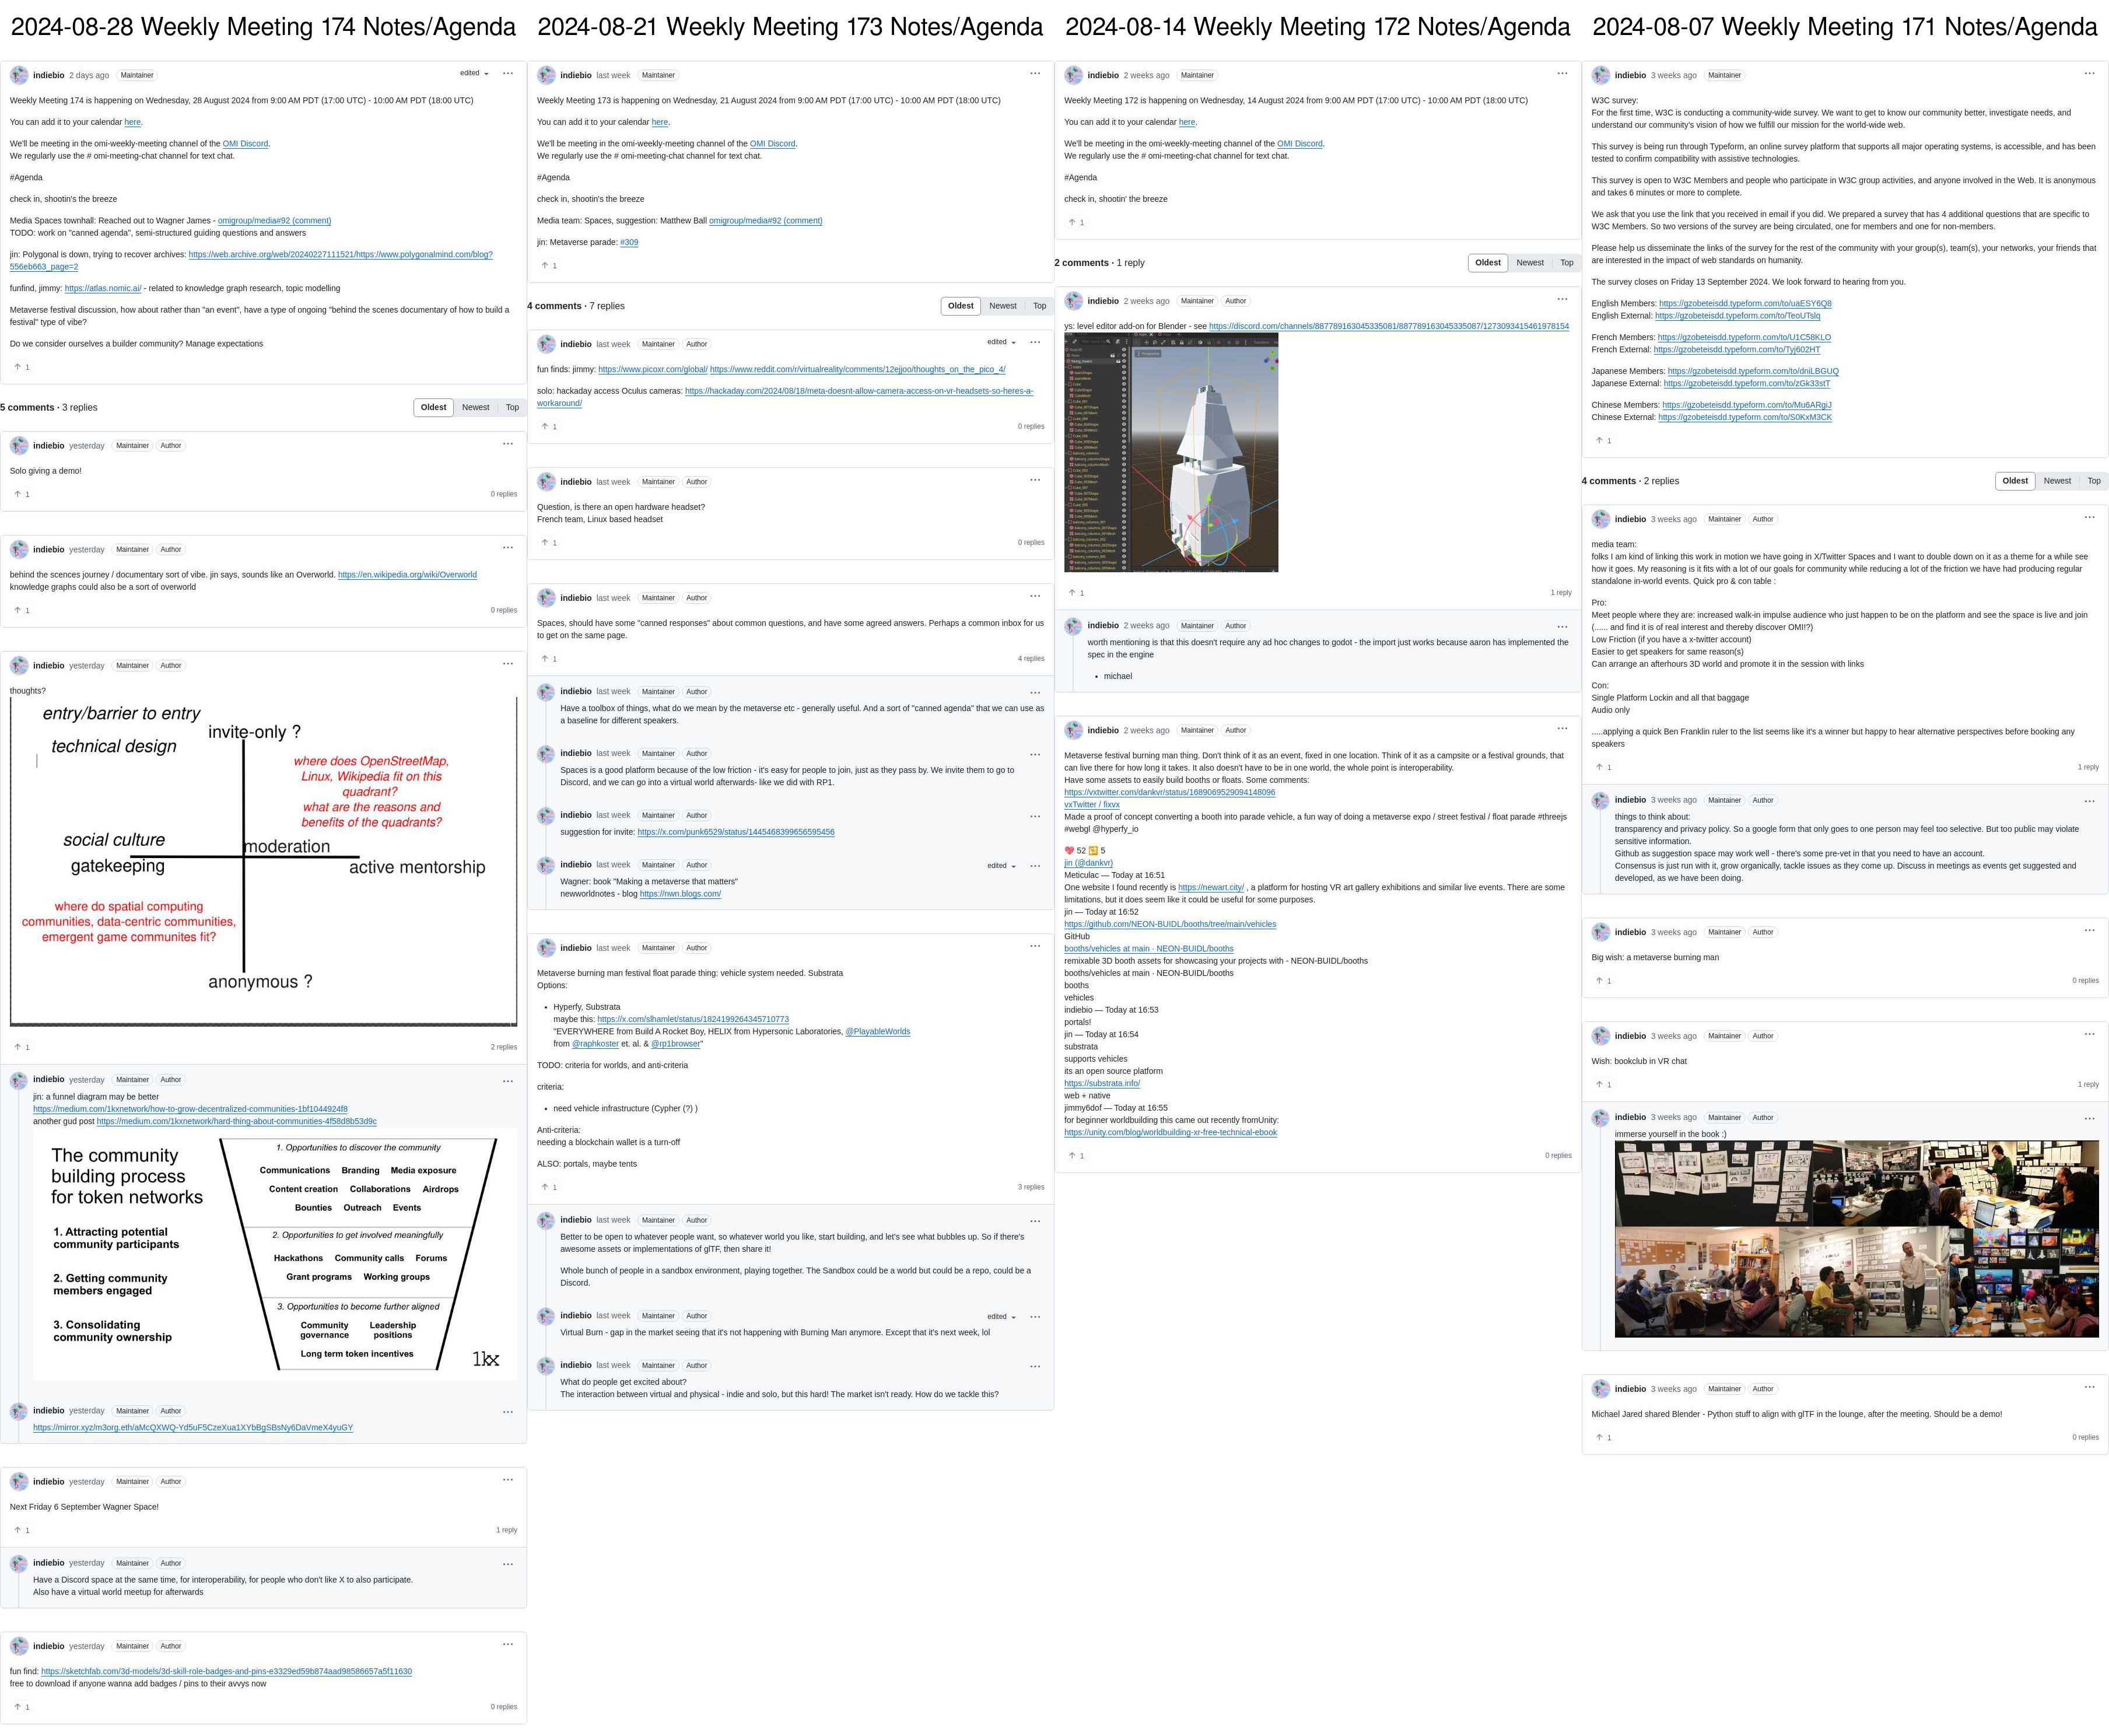 2024-08-28 Weekly Meeting 174 Notes/Agenda
indiebio 2 days ago Maintainer edited
Weekly Meeting 174 is happening on Wednesday, 28 August 2024 from 9:00 AM PDT (17:00 UTC) - 10:00 AM PDT (18:00 UTC)
You can add it to your calendar here.
We'll be meeting in the omi-weekly-meeting channel of the OMI Discord.
We regularly use the # omi-meeting-chat channel for text chat.
#Agenda
check in, shootin's the breeze
Media Spaces townhall: Reached out to Wagner James - omigroup/media#92 (comment)
TODO: work on "canned agenda", semi-structured guiding questions and answers
jin: Polygonal is down, trying to recover archives: https://web.archive.org/web/20240227111521/https://www.polygonalmind.com/blog?
556eb663_page=2
funfind, jimmy: https://atlas.nomic.ai/ - related to knowledge graph research, topic modelling
Metaverse festival discussion, how about rather than "an event", have a type of ongoing "behind the scenes documentary of how to build a
festival" type of vibe?
Do we consider ourselves a builder community? Manage expectations
1
5 comments · 3 replies Oldest Newest Top
indiebio yesterday Maintainer Author
Solo giving a demo!
1 0 replies
indiebio yesterday Maintainer Author
behind the scences journey / documentary sort of vibe. jin says, sounds like an Overworld. https://en.wikipedia.org/wiki/Overworld
knowledge graphs could also be a sort of overworld
1 0 replies
indiebio yesterday Maintainer Author
thoughts?
entry/barrier to entry
invite-only ?
technical design
where does OpenStreetMap,
Linux, Wikipedia fit on this
quadrant?
what are the reasons and
benefits of the quadrants?
social culture
moderation
gatekeeping
active mentorship
where do spatial computing
communities, data-centric communities,
emergent game communites fit?
anonymous ?
1 2 replies
indiebio yesterday Maintainer Author
jin: a funnel diagram may be better
https://medium.com/1kxnetwork/how-to-grow-decentralized-communities-1bf1044924f8
another gud post https://medium.com/1kxnetwork/hard-thing-about-communities-4f58d8b53d9c
The community
building process
for token networks
1. Attracting potential
community participants
2. Getting community
members engaged
3. Consolidating
community ownership
1. Opportunities to discover the community
Communications Branding Media exposure
Content creation Collaborations Airdrops
Bounties Outreach Events
2. Opportunities to get involved meaningfully
Hackathons Community calls Forums
Grant programs Working groups
3. Opportunities to become further aligned
Community Leadership
governance positions
Long term token incentives
1kx
indiebio yesterday Maintainer Author
https://mirror.xyz/m3org.eth/aMcQXWQ-Yd5uF5CzeXua1XYbBgSBsNy6DaVmeX4yuGY
indiebio yesterday Maintainer Author
Next Friday 6 September Wagner Space!
1 1 reply
indiebio yesterday Maintainer Author
Have a Discord space at the same time, for interoperability, for people who don't like X to also participate.
Also have a virtual world meetup for afterwards
indiebio yesterday Maintainer Author
fun find: https://sketchfab.com/3d-models/3d-skill-role-badges-and-pins-e3329ed59b874aad98586657a5f11630
free to download if anyone wanna add badges / pins to their avvys now
1 0 replies
2024-08-21 Weekly Meeting 173 Notes/Agenda
indiebio last week Maintainer
Weekly Meeting 173 is happening on Wednesday, 21 August 2024 from 9:00 AM PDT (17:00 UTC) - 10:00 AM PDT (18:00 UTC)
You can add it to your calendar here.
We'll be meeting in the omi-weekly-meeting channel of the OMI Discord.
We regularly use the # omi-meeting-chat channel for text chat.
#Agenda
check in, shootin's the breeze
Media team: Spaces, suggestion: Matthew Ball omigroup/media#92 (comment)
jin: Metaverse parade: #309
1
4 comments · 7 replies Oldest Newest Top
indiebio last week Maintainer Author edited
fun finds: jimmy: https://www.picoxr.com/global/ https://www.reddit.com/r/virtualreality/comments/12ejjoo/thoughts_on_the_pico_4/
solo: hackaday access Oculus cameras: https://hackaday.com/2024/08/18/meta-doesnt-allow-camera-access-on-vr-headsets-so-heres-a-
workaround/
1 0 replies
indiebio last week Maintainer Author
Question, is there an open hardware headset?
French team, Linux based headset
1 0 replies
indiebio last week Maintainer Author
Spaces, should have some "canned responses" about common questions, and have some agreed answers. Perhaps a common inbox for us
to get on the same page.
1 4 replies
indiebio last week Maintainer Author
Have a toolbox of things, what do we mean by the metaverse etc - generally useful. And a sort of "canned agenda" that we can use as
a baseline for different speakers.
indiebio last week Maintainer Author
Spaces is a good platform because of the low friction - it's easy for people to join, just as they pass by. We invite them to go to
Discord, and we can go into a virtual world afterwards- like we did with RP1.
indiebio last week Maintainer Author
suggestion for invite: https://x.com/punk6529/status/1445468399656595456
indiebio last week Maintainer Author edited
Wagner: book "Making a metaverse that matters"
newworldnotes - blog https://nwn.blogs.com/
indiebio last week Maintainer Author
Metaverse burning man festival float parade thing: vehicle system needed. Substrata
Options:
• Hyperfy, Substrata
maybe this: https://x.com/slhamlet/status/1824199264345710773
"EVERYWHERE from Build A Rocket Boy, HELIX from Hypersonic Laboratories, @PlayableWorlds
from @raphkoster et. al. & @rp1browser"
TODO: criteria for worlds, and anti-criteria
criteria:
• need vehicle infrastructure (Cypher (?) )
Anti-criteria:
needing a blockchain wallet is a turn-off
ALSO: portals, maybe tents
1 3 replies
indiebio last week Maintainer Author
Better to be open to whatever people want, so whatever world you like, start building, and let's see what bubbles up. So if there's
awesome assets or implementations of glTF, then share it!
Whole bunch of people in a sandbox environment, playing together. The Sandbox could be a world but could be a repo, could be a
Discord.
indiebio last week Maintainer Author edited
Virtual Burn - gap in the market seeing that it's not happening with Burning Man anymore. Except that it's next week, lol
indiebio last week Maintainer Author
What do people get excited about?
The interaction between virtual and physical - indie and solo, but this hard! The market isn't ready. How do we tackle this?
2024-08-14 Weekly Meeting 172 Notes/Agenda
indiebio 2 weeks ago Maintainer
Weekly Meeting 172 is happening on Wednesday, 14 August 2024 from 9:00 AM PDT (17:00 UTC) - 10:00 AM PDT (18:00 UTC)
You can add it to your calendar here.
We'll be meeting in the omi-weekly-meeting channel of the OMI Discord.
We regularly use the # omi-meeting-chat channel for text chat.
#Agenda
check in, shootin' the breeze
1
2 comments · 1 reply Oldest Newest Top
indiebio 2 weeks ago Maintainer Author
ys: level editor add-on for Blender - see https://discord.com/channels/887789163045335081/887789163045335087/1273093415461978154
1 1 reply
indiebio 2 weeks ago Maintainer Author
worth mentioning is that this doesn't require any ad hoc changes to godot - the import just works because aaron has implemented the
spec in the engine
• michael
indiebio 2 weeks ago Maintainer Author
Metaverse festival burning man thing. Don't think of it as an event, fixed in one location. Think of it as a campsite or a festival grounds, that
can live there for how long it takes. It also doesn't have to be in one world, the whole point is interoperability.
Have some assets to easily build booths or floats. Some comments:
https://vxtwitter.com/dankvr/status/1689069529094148096
vxTwitter / fixvx
Made a proof of concept converting a booth into parade vehicle, a fun way of doing a metaverse expo / street festival / float parade #threejs
#webgl @hyperfy_io
💖 52 🔁 5
jin (@dankvr)
Meticulac — Today at 16:51
One website I found recently is https://newart.city/ , a platform for hosting VR art gallery exhibitions and similar live events. There are some
limitations, but it does seem like it could be useful for some purposes.
jin — Today at 16:52
https://github.com/NEON-BUIDL/booths/tree/main/vehicles
GitHub
booths/vehicles at main · NEON-BUIDL/booths
remixable 3D booth assets for showcasing your projects with - NEON-BUIDL/booths
booths/vehicles at main · NEON-BUIDL/booths
booths
vehicles
indiebio — Today at 16:53
portals!
jin — Today at 16:54
substrata
supports vehicles
its an open source platform
https://substrata.info/
web + native
jimmy6dof — Today at 16:55
for beginner worldbuilding this came out recently fromUnity:
https://unity.com/blog/worldbuilding-xr-free-technical-ebook
1 0 replies
2024-08-07 Weekly Meeting 171 Notes/Agenda
indiebio 3 weeks ago Maintainer
W3C survey:
For the first time, W3C is conducting a community-wide survey. We want to get to know our community better, investigate needs, and
understand our community's vision of how we fulfill our mission for the world-wide web.
This survey is being run through Typeform, an online survey platform that supports all major operating systems, is accessible, and has been
tested to confirm compatibility with assistive technologies.
This survey is open to W3C Members and people who participate in W3C group activities, and anyone involved in the Web. It is anonymous
and takes 6 minutes or more to complete.
We ask that you use the link that you received in email if you did. We prepared a survey that has 4 additional questions that are specific to
W3C Members. So two versions of the survey are being circulated, one for members and one for non-members.
Please help us disseminate the links of the survey for the rest of the community with your group(s), team(s), your networks, your friends that
are interested in the impact of web standards on humanity.
The survey closes on Friday 13 September 2024. We look forward to hearing from you.
English Members: https://gzobeteisdd.typeform.com/to/uaESY6Q8
English External: https://gzobeteisdd.typeform.com/to/TeoUTslq
French Members: https://gzobeteisdd.typeform.com/to/U1C58KLO
French External: https://gzobeteisdd.typeform.com/to/Tyj602HT
Japanese Members: https://gzobeteisdd.typeform.com/to/dniLBGUQ
Japanese External: https://gzobeteisdd.typeform.com/to/zGk33stT
Chinese Members: https://gzobeteisdd.typeform.com/to/Mu6ARgiJ
Chinese External: https://gzobeteisdd.typeform.com/to/S0KxM3CK
1
4 comments · 2 replies Oldest Newest Top
indiebio 3 weeks ago Maintainer Author
media team:
folks I am kind of linking this work in motion we have going in X/Twitter Spaces and I want to double down on it as a theme for a while see
how it goes. My reasoning is it fits with a lot of our goals for community while reducing a lot of the friction we have had producing regular
standalone in-world events. Quick pro & con table :
Pro:
Meet people where they are: increased walk-in impulse audience who just happen to be on the platform and see the space is live and join
(...... and find it is of real interest and thereby discover OMI!!?)
Low Friction (if you have a x-twitter account)
Easier to get speakers for same reason(s)
Can arrange an afterhours 3D world and promote it in the session with links
Con:
Single Platform Lockin and all that baggage
Audio only
.....applying a quick Ben Franklin ruler to the list seems like it's a winner but happy to hear alternative perspectives before booking any
speakers
1 1 reply
indiebio 3 weeks ago Maintainer Author
things to think about:
transparency and privacy policy. So a google form that only goes to one person may feel too selective. But too public may violate
sensitive information.
Github as suggestion space may work well - there's some pre-vet in that you need to have an account.
Consensus is just run with it, grow organically, tackle issues as they come up. Discuss in meetings as events get suggested and
developed, as we have been doing.
indiebio 3 weeks ago Maintainer Author
Big wish: a metaverse burning man
1 0 replies
indiebio 3 weeks ago Maintainer Author
Wish: bookclub in VR chat
1 1 reply
indiebio 3 weeks ago Maintainer Author
immerse yourself in the book :)
indiebio 3 weeks ago Maintainer Author
Michael Jared shared Blender - Python stuff to align with glTF in the lounge, after the meeting. Should be a demo!
1 0 replies